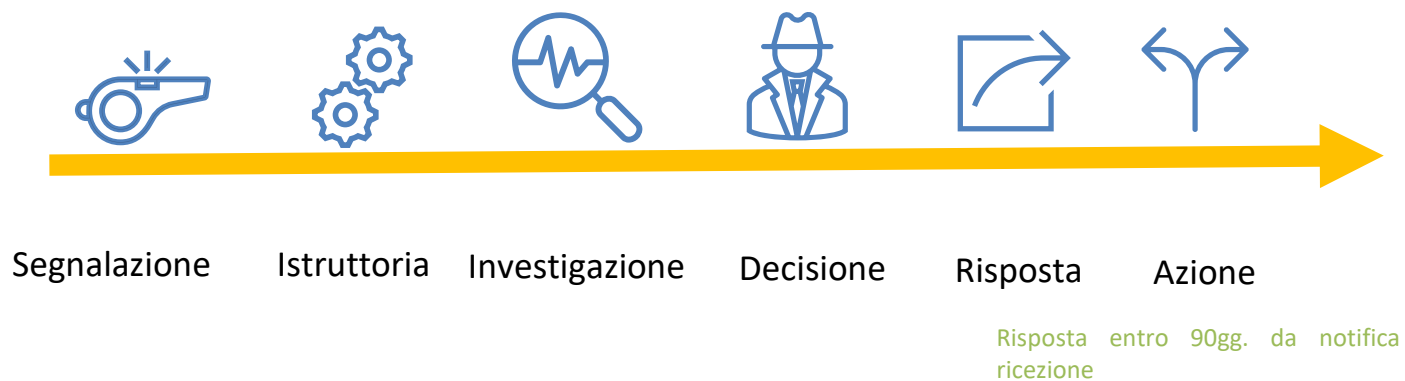 Segnalazione
Istruttoria
Investigazione
Decisione
Risposta
Azione
Risposta entro 90gg. da notifica
ricezione